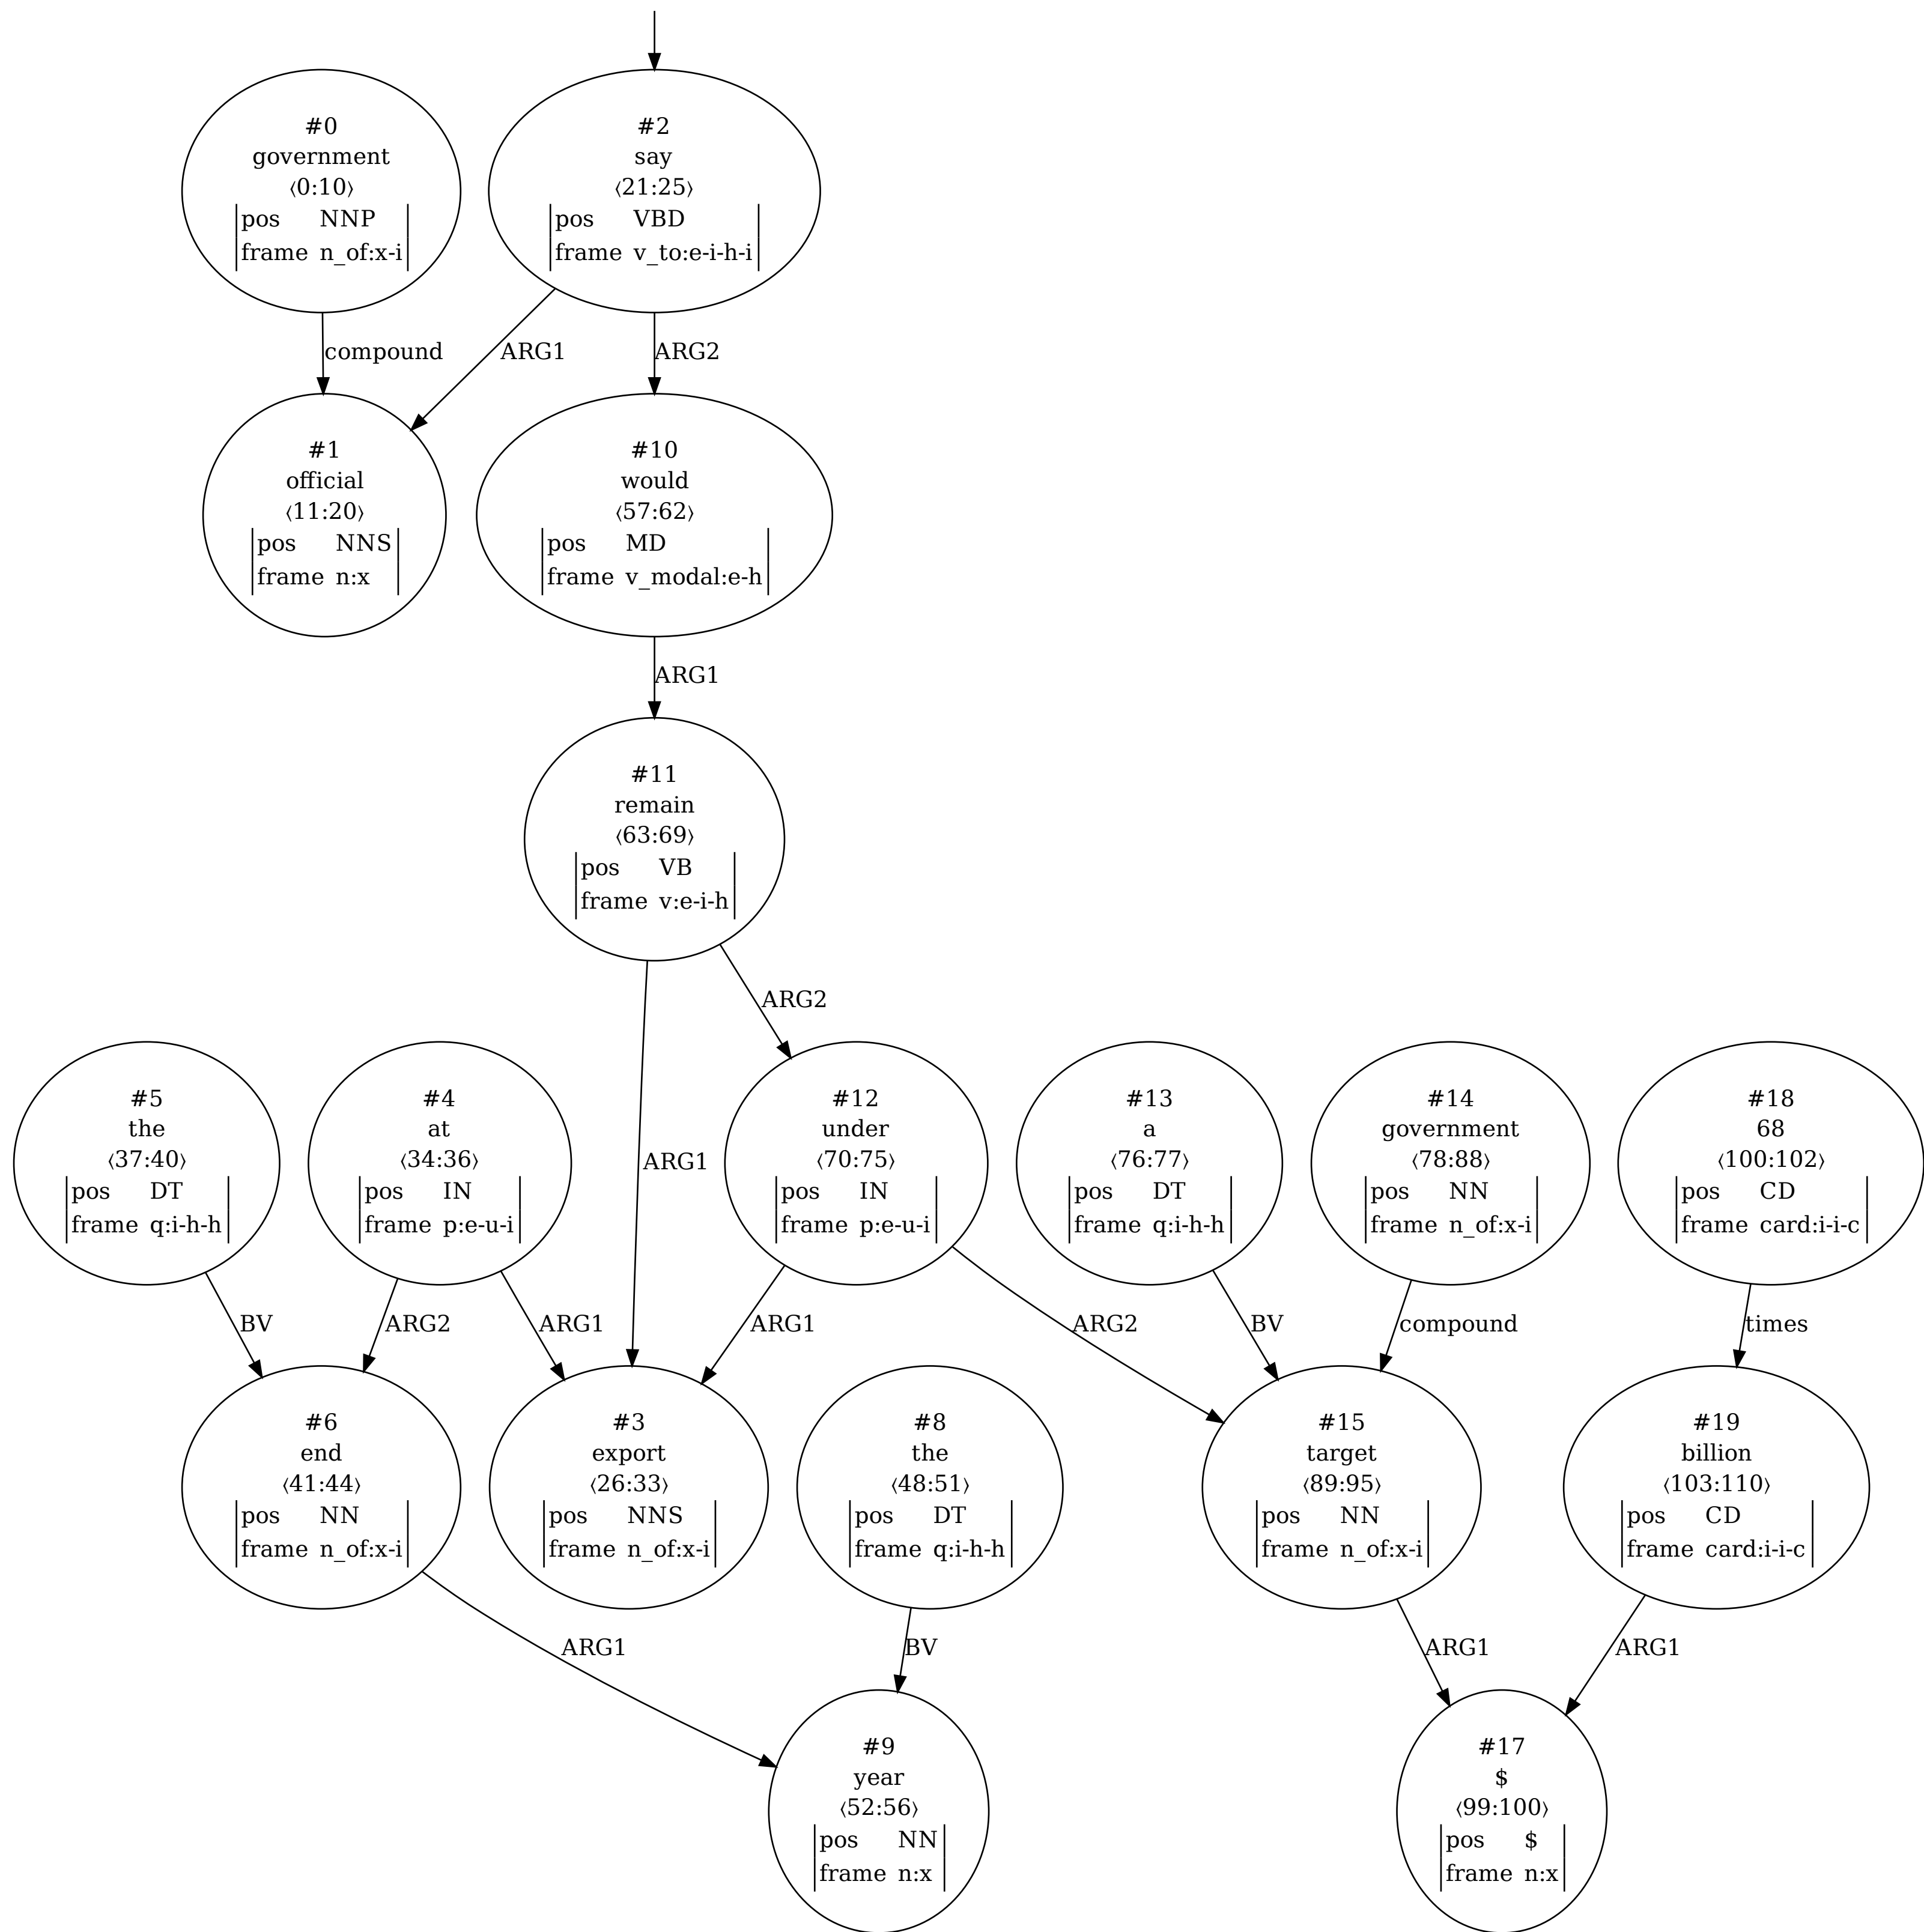 #0
government
⟨0:10⟩
pos NNP
frame n_of:x-i
#2
say
⟨21:25⟩
pos VBD
frame v_to:e-i-h-i
compound
ARG1
ARG2
#1
official
⟨11:20⟩
pos NNS
frame n:x
#10
would
⟨57:62⟩
pos MD
frame v_modal:e-h
ARG1
#11
remain
⟨63:69⟩
pos VB
frame v:e-i-h
ARG2
ARG1
#5
the
⟨37:40⟩
pos DT
frame q:i-h-h
#4
at
⟨34:36⟩
pos IN
frame p:e-u-i
#12
under
⟨70:75⟩
pos IN
frame p:e-u-i
#13
a
⟨76:77⟩
pos DT
frame q:i-h-h
#14
government
⟨78:88⟩
pos NN
frame n_of:x-i
#18
68
⟨100:102⟩
pos CD
frame card:i-i-c
BV
ARG2
ARG1
ARG1
ARG2
BV
compound
times
#6
end
⟨41:44⟩
pos NN
frame n_of:x-i
#3
export
⟨26:33⟩
pos NNS
frame n_of:x-i
#8
the
⟨48:51⟩
pos DT
frame q:i-h-h
#15
target
⟨89:95⟩
pos NN
frame n_of:x-i
#19
billion
⟨103:110⟩
pos CD
frame card:i-i-c
ARG1
BV
ARG1
ARG1
#9
year
⟨52:56⟩
pos NN
frame n:x
#17
$
⟨99:100⟩
pos $
frame n:x